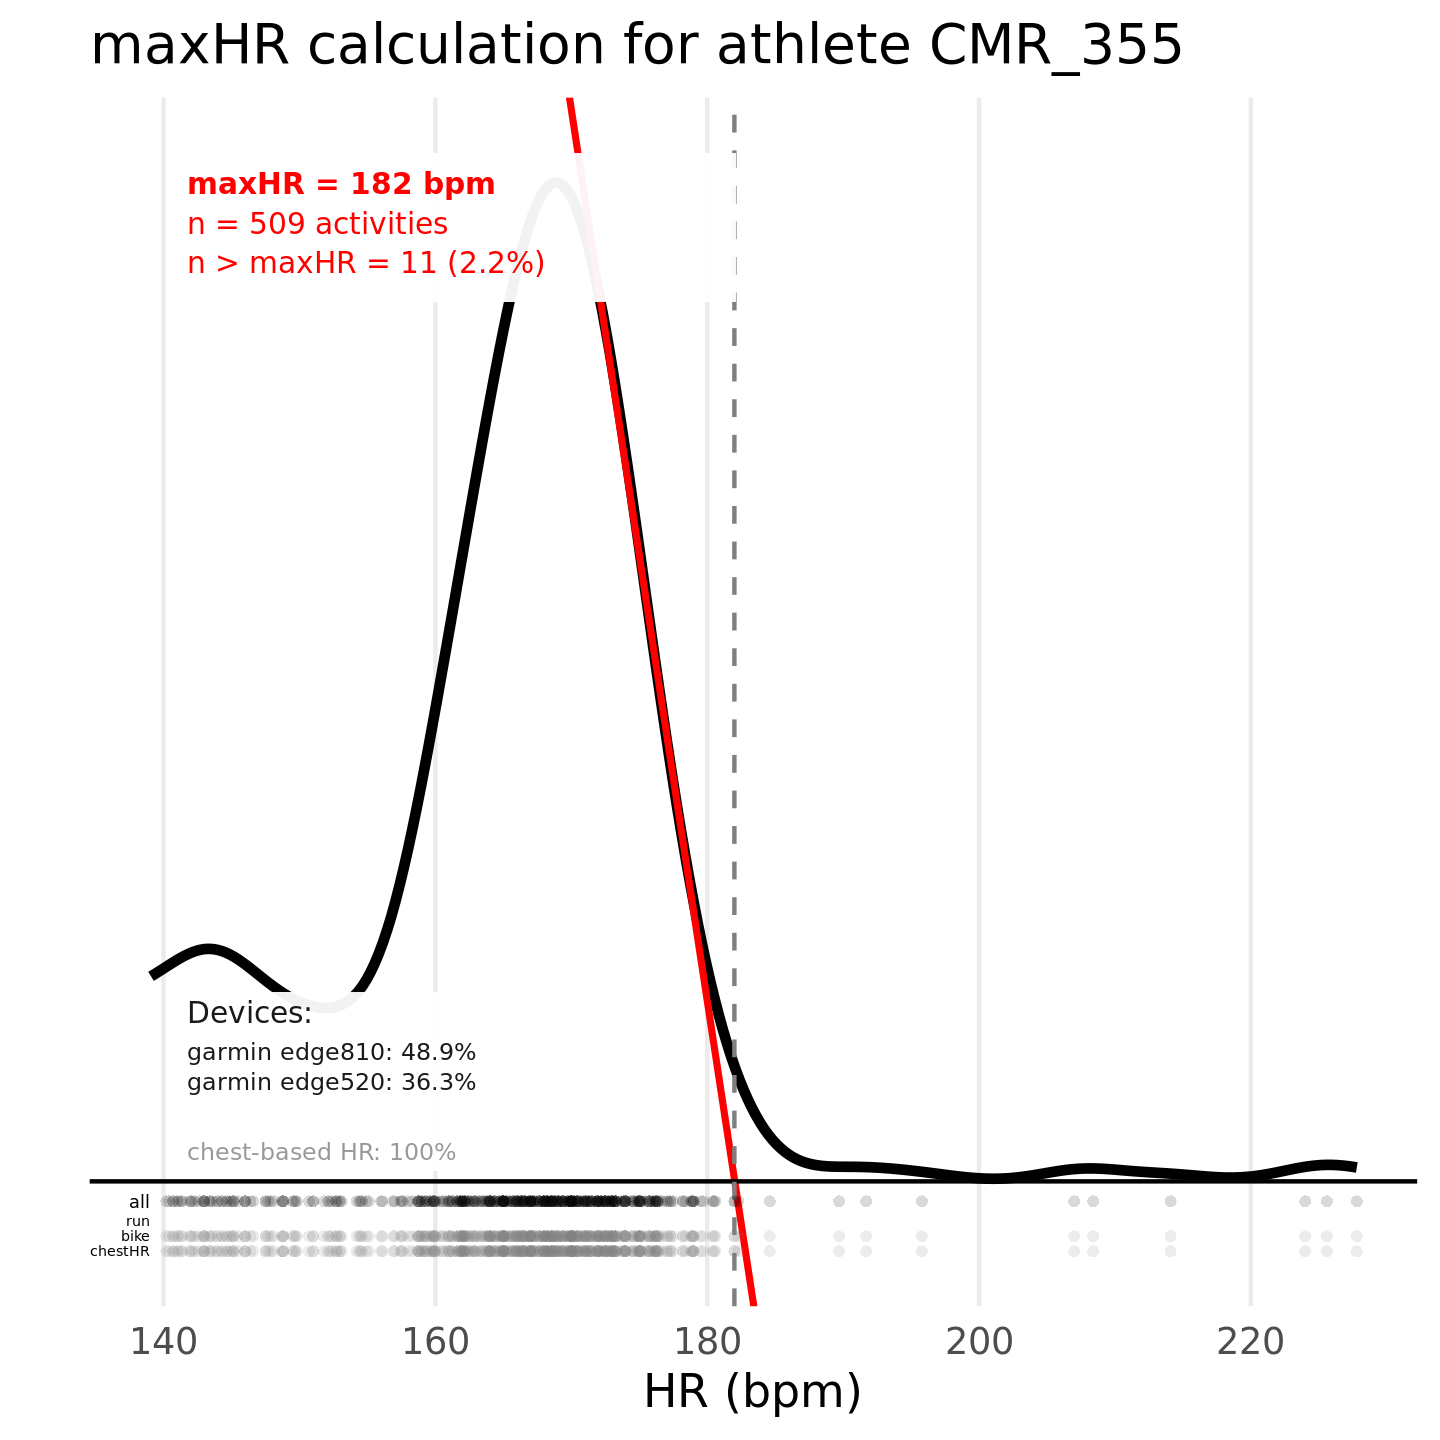 maxHR calculation for athlete CMR_355
maxHR = 182 bpm
n = 509 activities
n > maxHR = 11 (2.2%)
Devices:
garmin edge810: 48.9%
garmin edge520: 36.3%
chest-based HR: 100%
all
run
bike
chestHR
140 160 180 200 220
HR (bpm)